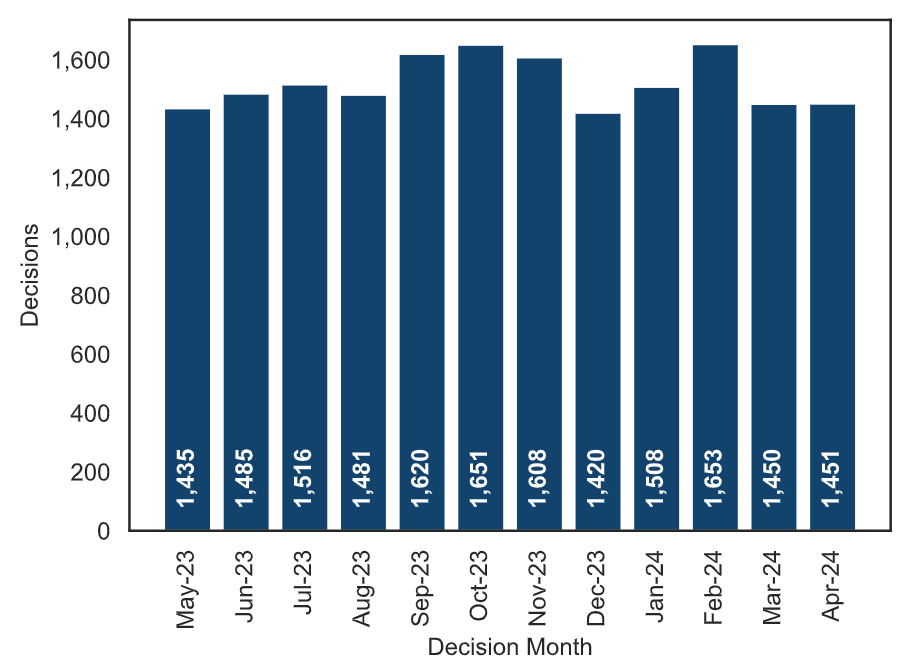 1,600
1,400
1,200
1,000
800
600
400
200
0
Decisions
1,435
1,485
1,516
1,481
1,620
1,651
1,608
1,420
1,508
1,653
1,450
1,451
May-23
Jun-23
Jul-23
Aug-23
Sep-23
Oct-23
Nov-23
Dec-23
Jan-24
Feb-24
Mar-24
Apr-24
Decision Month